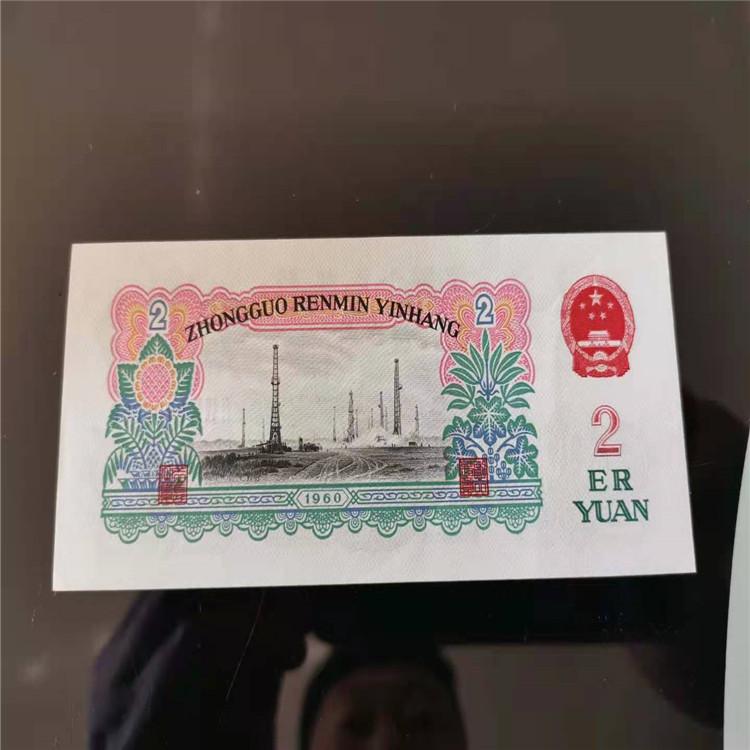 2
ZHONGGUO RENMIN YINHANG
2
1960
2
ER
YUAN